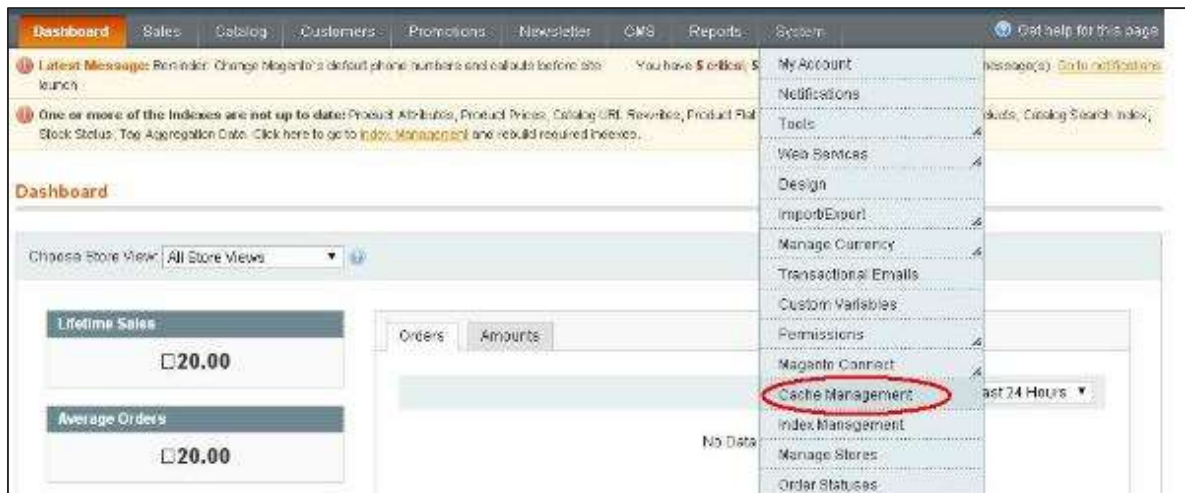 Dashboard Sales Catalog Customers Promotions Newsletter CMS Reports System Get help for this page
Latest Message: Reminder: Change Magento's default phone numbers and callouts before site You have 5 critical, 5 message(s). Go to notifications
launch
One or more of the Indexes are not up to date: Product Attributes, Product Prices, Catalog URL Rewrites, Product Flat ducts, Catalog Search Index,
Stock Status, Tag Aggregation Data. Click here to go to Index Management and rebuild required indexes.
My Account
Notifications
Tools
Web Services
Design
Import/Export
Manage Currency
Transactional Emails
Custom Variables
Permissions
Magento Connect
Cache Management
Index Management
Manage Stores
Order Statuses
Dashboard
Choose Store View: All Store Views
Lifetime Sales
□20.00
Average Orders
□20.00
Orders Amounts
ast 24 Hours
No Data